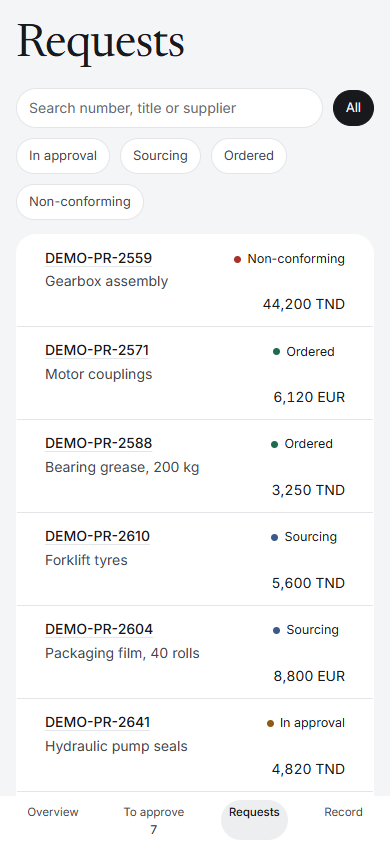 Requests
Search number, title or supplier
All
In approval
Sourcing
Ordered
Non-conforming
DEMO-PR-2559
Non-conforming
Gearbox assembly
44,200 TND
DEMO-PR-2571
Ordered
Motor couplings
6,120 EUR
DEMO-PR-2588
Ordered
Bearing grease, 200 kg
3,250 TND
DEMO-PR-2610
Sourcing
Forklift tyres
5,600 TND
DEMO-PR-2604
Sourcing
Packaging film, 40 rolls
8,800 EUR
DEMO-PR-2641
In approval
Hydraulic pump seals
4,820 TND
Overview
To approve
7
Requests
Record